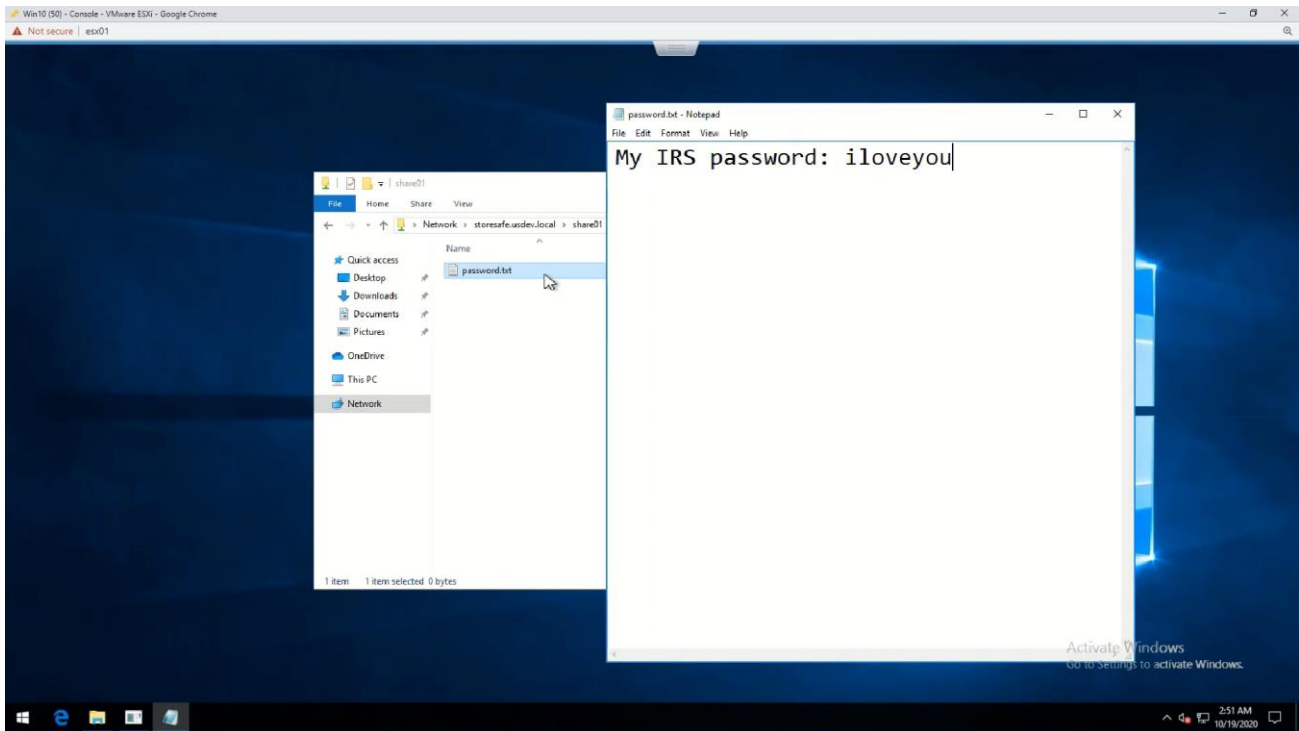 Win10 (50) - Console - VMware ESXi - Google Chrome
Not secure | esx01
password.txt - Notepad
File Edit Format View Help
My IRS password: iloveyou
share01
File Home Share View
Network > storesafe.usdev.local > share01
Name
Quick access
password.txt
Desktop
Downloads
Documents
Pictures
OneDrive
This PC
Network
1 item 1 item selected 0 bytes
Activate Windows
Go to Settings to activate Windows.
2:51 AM
10/19/2020